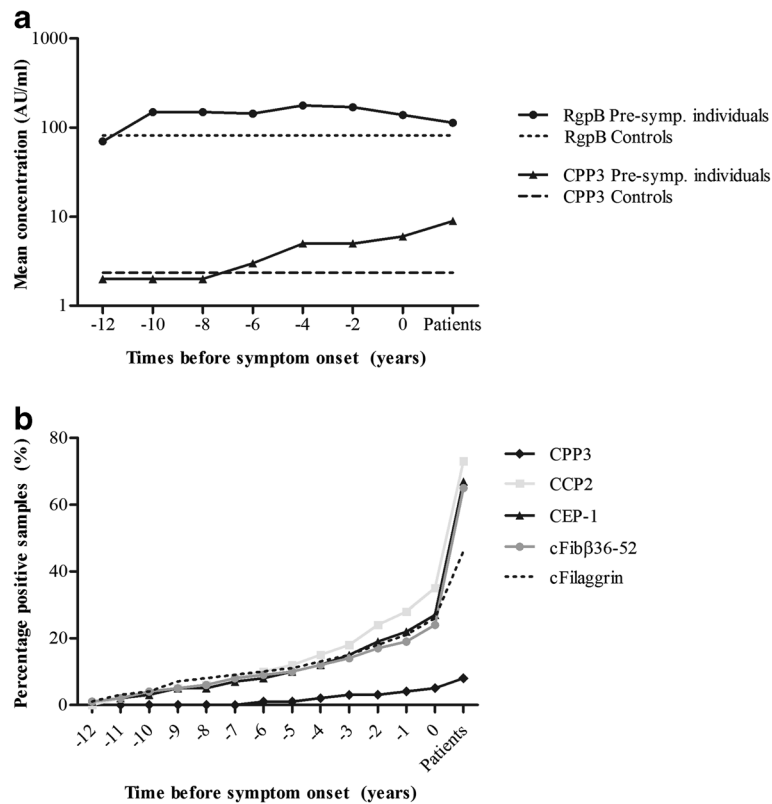 a
1000
100
10
1
Mean concentration (AU/ml)
-12 -10 -8 -6 -4 -2 0 Patients
Times before symptom onset (years)
RgpB Pre-symp. individuals
RgpB Controls
CPP3 Pre-symp. individuals
CPP3 Controls
b
80
60
40
20
0
Percentage positive samples (%)
-12 -11 -10 -9 -8 -7 -6 -5 -4 -3 -2 -1 0 Patients
Time before symptom onset (years)
CPP3
CCP2
CEP-1
cFibβ36-52
cFilaggrin